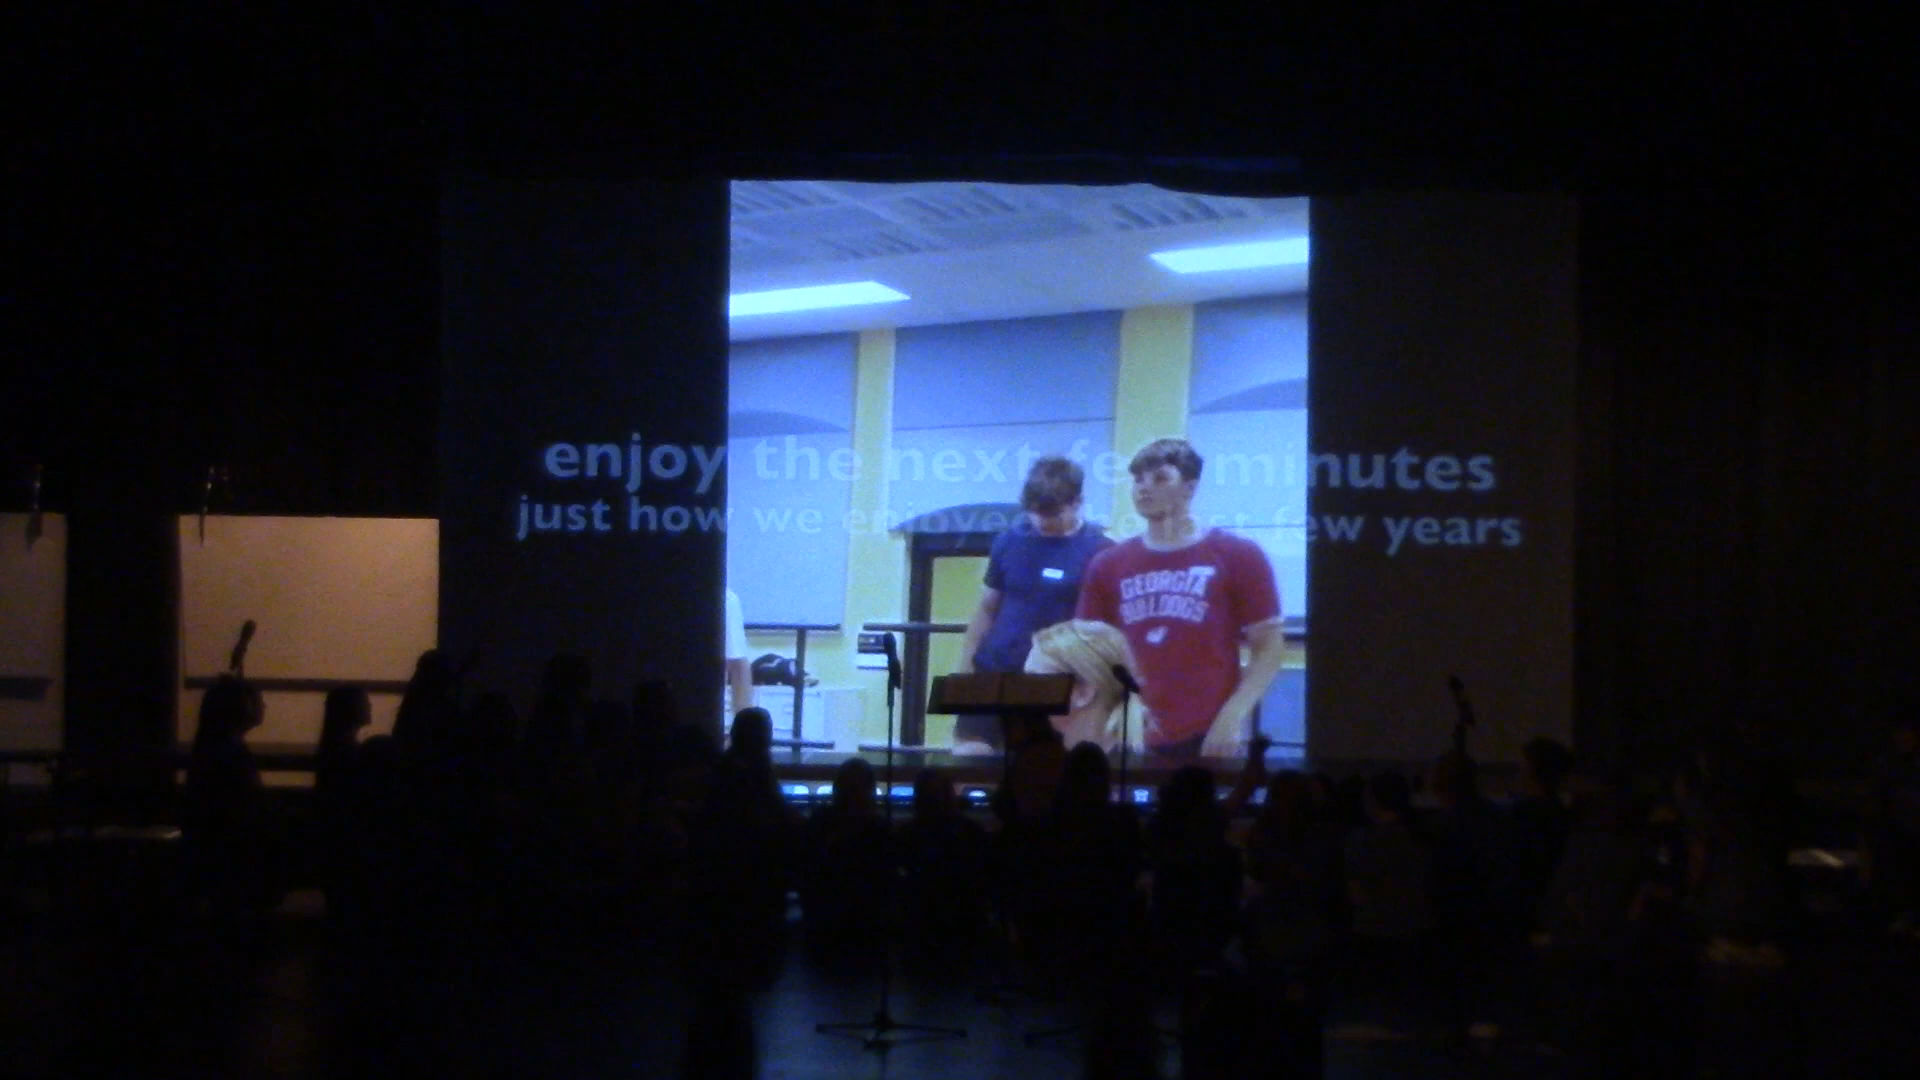 enjoy the next few minutes
just how we enjoyed the last few years
GEORGIA
BULLDOGS